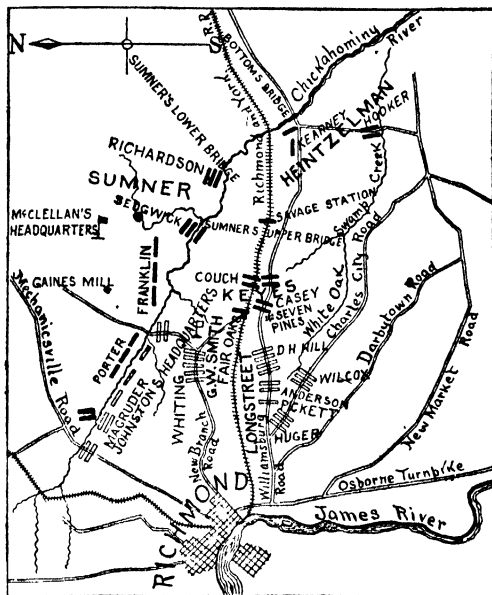 N
S
R.R.
and York
Richmond
BOTTOM'S BRIDGE
Chickahominy
River
SUMNER'S LOWER BRIDGE
KEARNEY
HEINTZELMAN
HOOKER
RICHARDSON
SUMNER
SEDGWICK
McCLELLAN'S
HEADQUARTERS
SAVAGE STATION
SUMNER'S UPPER BRIDGE
White Oak Swamp Creek
Charles City Road
Darbytown Road
New Market Road
FRANKLIN
GAINES MILL
COUCH
KEYES
CASEY
SEVEN
PINES
Mechanicsville Road
PORTER
MAGRUDER
JOHNSTON'S HEADQUARTERS
WHITING
G.W. SMITH
FAIR OAKS
LONGSTREET
D H HILL
WILCOX
ANDERSON
PICKETT
HUGER
New Branch
Road
Williamsburg
Road
Osborne Turnpike
RICHMOND
James River